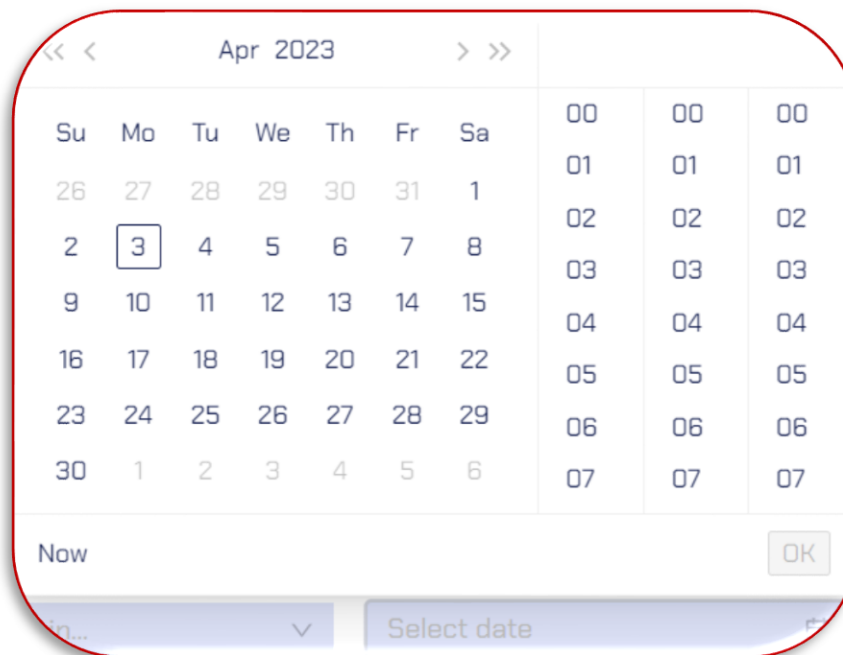 « < Apr 2023 > »
Su Mo Tu We Th Fr Sa
26 27 28 29 30 31 1
2 3 4 5 6 7 8
9 10 11 12 13 14 15
16 17 18 19 20 21 22
23 24 25 26 27 28 29
30 1 2 3 4 5 6
00 00 00
01 01 01
02 02 02
03 03 03
04 04 04
05 05 05
06 06 06
07 07 07
Now OK
Select date